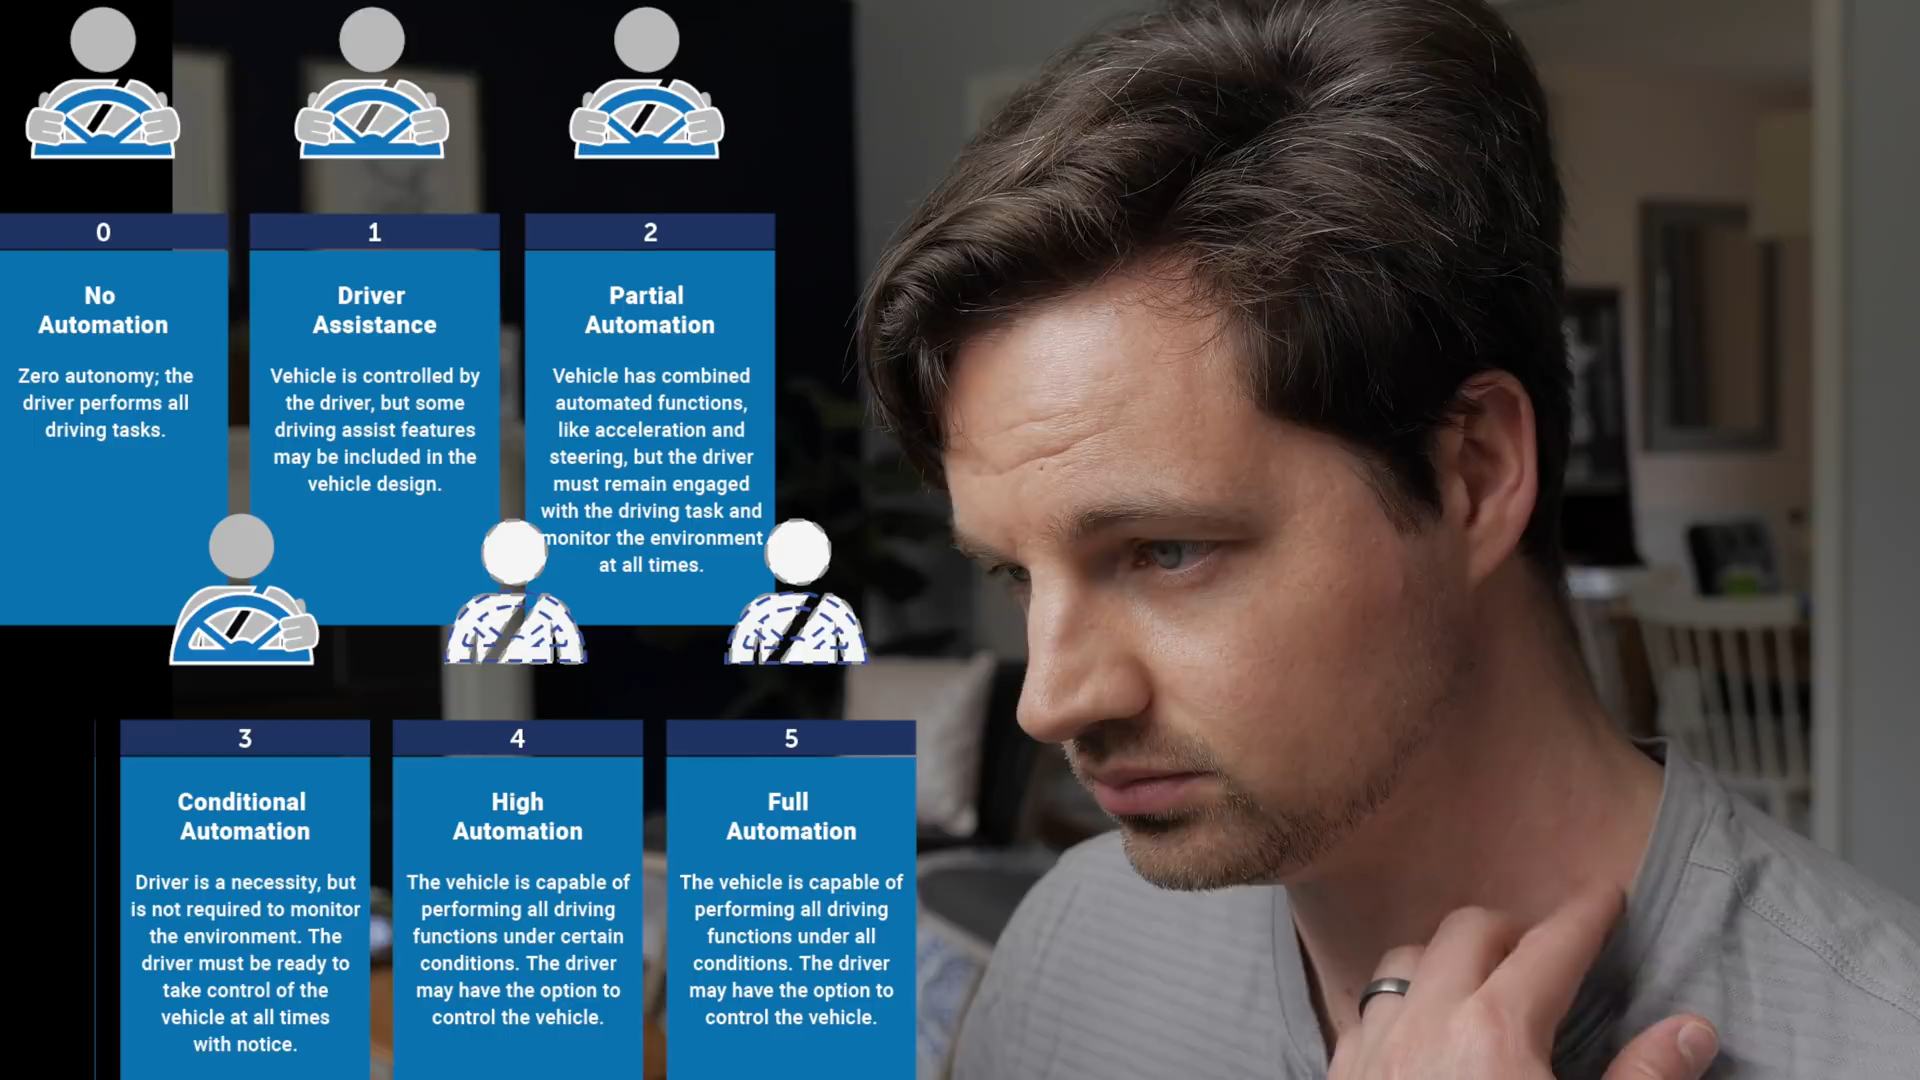 0
No
Automation
Zero autonomy; the
driver performs all
driving tasks.
1
Driver
Assistance
Vehicle is controlled by
the driver, but some
driving assist features
may be included in the
vehicle design.
2
Partial
Automation
Vehicle has combined
automated functions,
like acceleration and
steering, but the driver
must remain engaged
with the driving task and
monitor the environment
at all times.
3
Conditional
Automation
Driver is a necessity, but
is not required to monitor
the environment. The
driver must be ready to
take control of the
vehicle at all times
with notice.
4
High
Automation
The vehicle is capable of
performing all driving
functions under certain
conditions. The driver
may have the option to
control the vehicle.
5
Full
Automation
The vehicle is capable of
performing all driving
functions under all
conditions. The driver
may have the option to
control the vehicle.